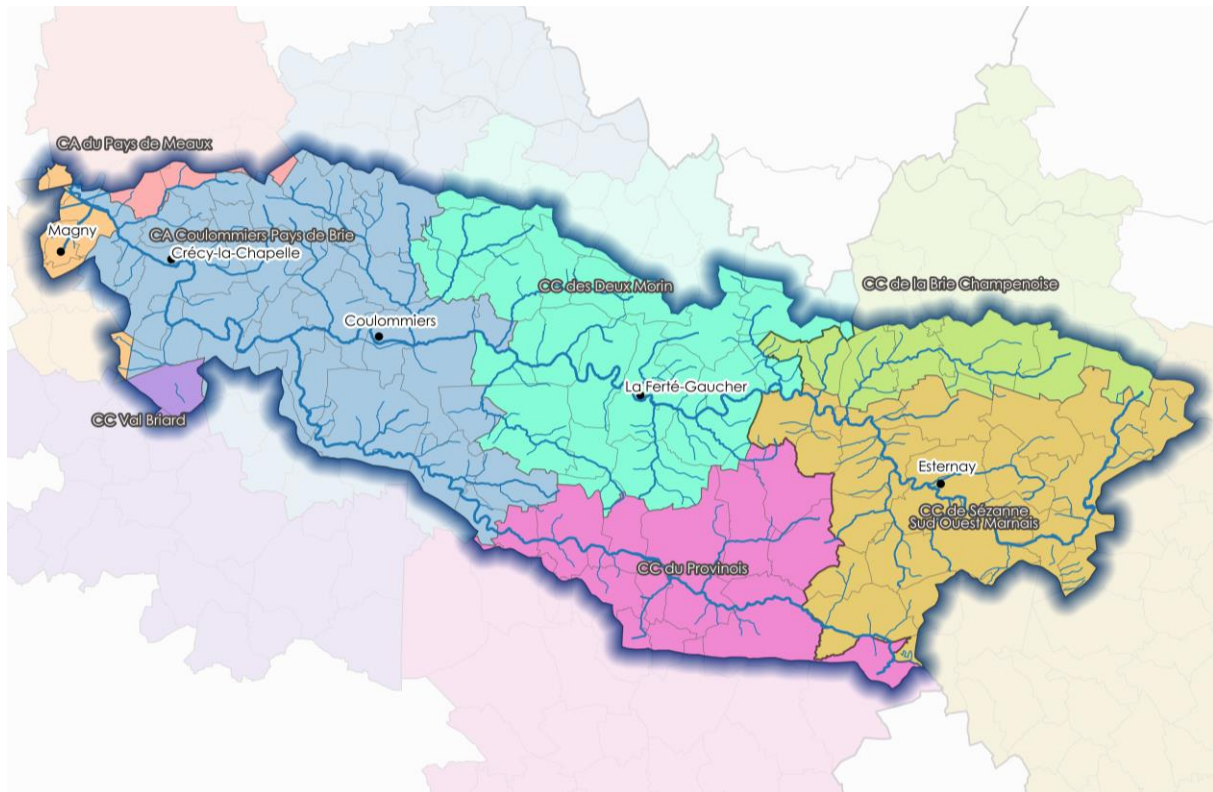 CA du Pays de Meaux
Magny
CA Coulommiers Pays de Brie
Crécy-la-Chapelle
CC des Deux Morin
CC de la Brie Champenoise
Coulommiers
La Ferté-Gaucher
CC Val Briard
Esternay
CC de Sézanne
Sud Ouest Marnais
CC du Provinois